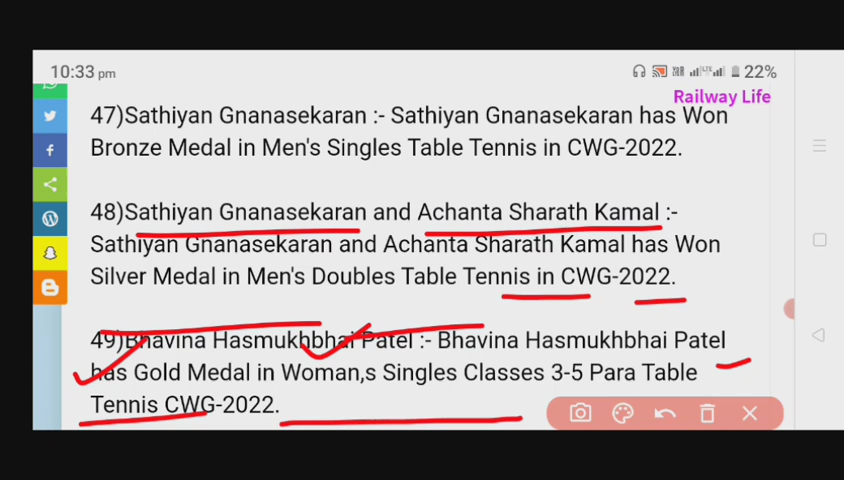 10:33 pm 22%
Railway Life
47)Sathiyan Gnanasekaran :- Sathiyan Gnanasekaran has Won
Bronze Medal in Men's Singles Table Tennis in CWG-2022.
48)Sathiyan Gnanasekaran and Achanta Sharath Kamal :-
Sathiyan Gnanasekaran and Achanta Sharath Kamal has Won
Silver Medal in Men's Doubles Table Tennis in CWG-2022.
49)Bhavina Hasmukhbhai Patel :- Bhavina Hasmukhbhai Patel
has Gold Medal in Woman,s Singles Classes 3-5 Para Table
Tennis CWG-2022.